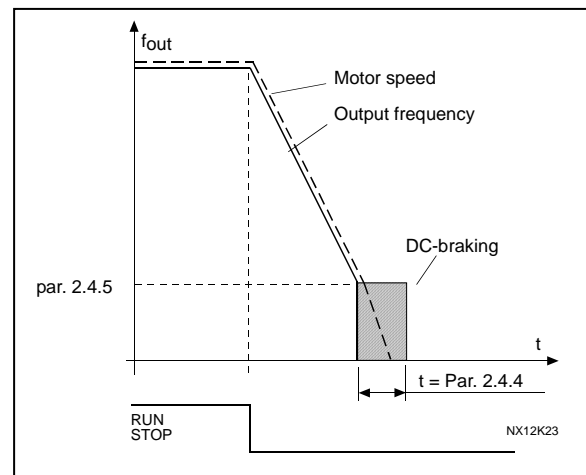 fout
Motor speed
Output frequency
DC-braking
par. 2.4.5
t
t = Par. 2.4.4
RUN
STOP
NX12K23